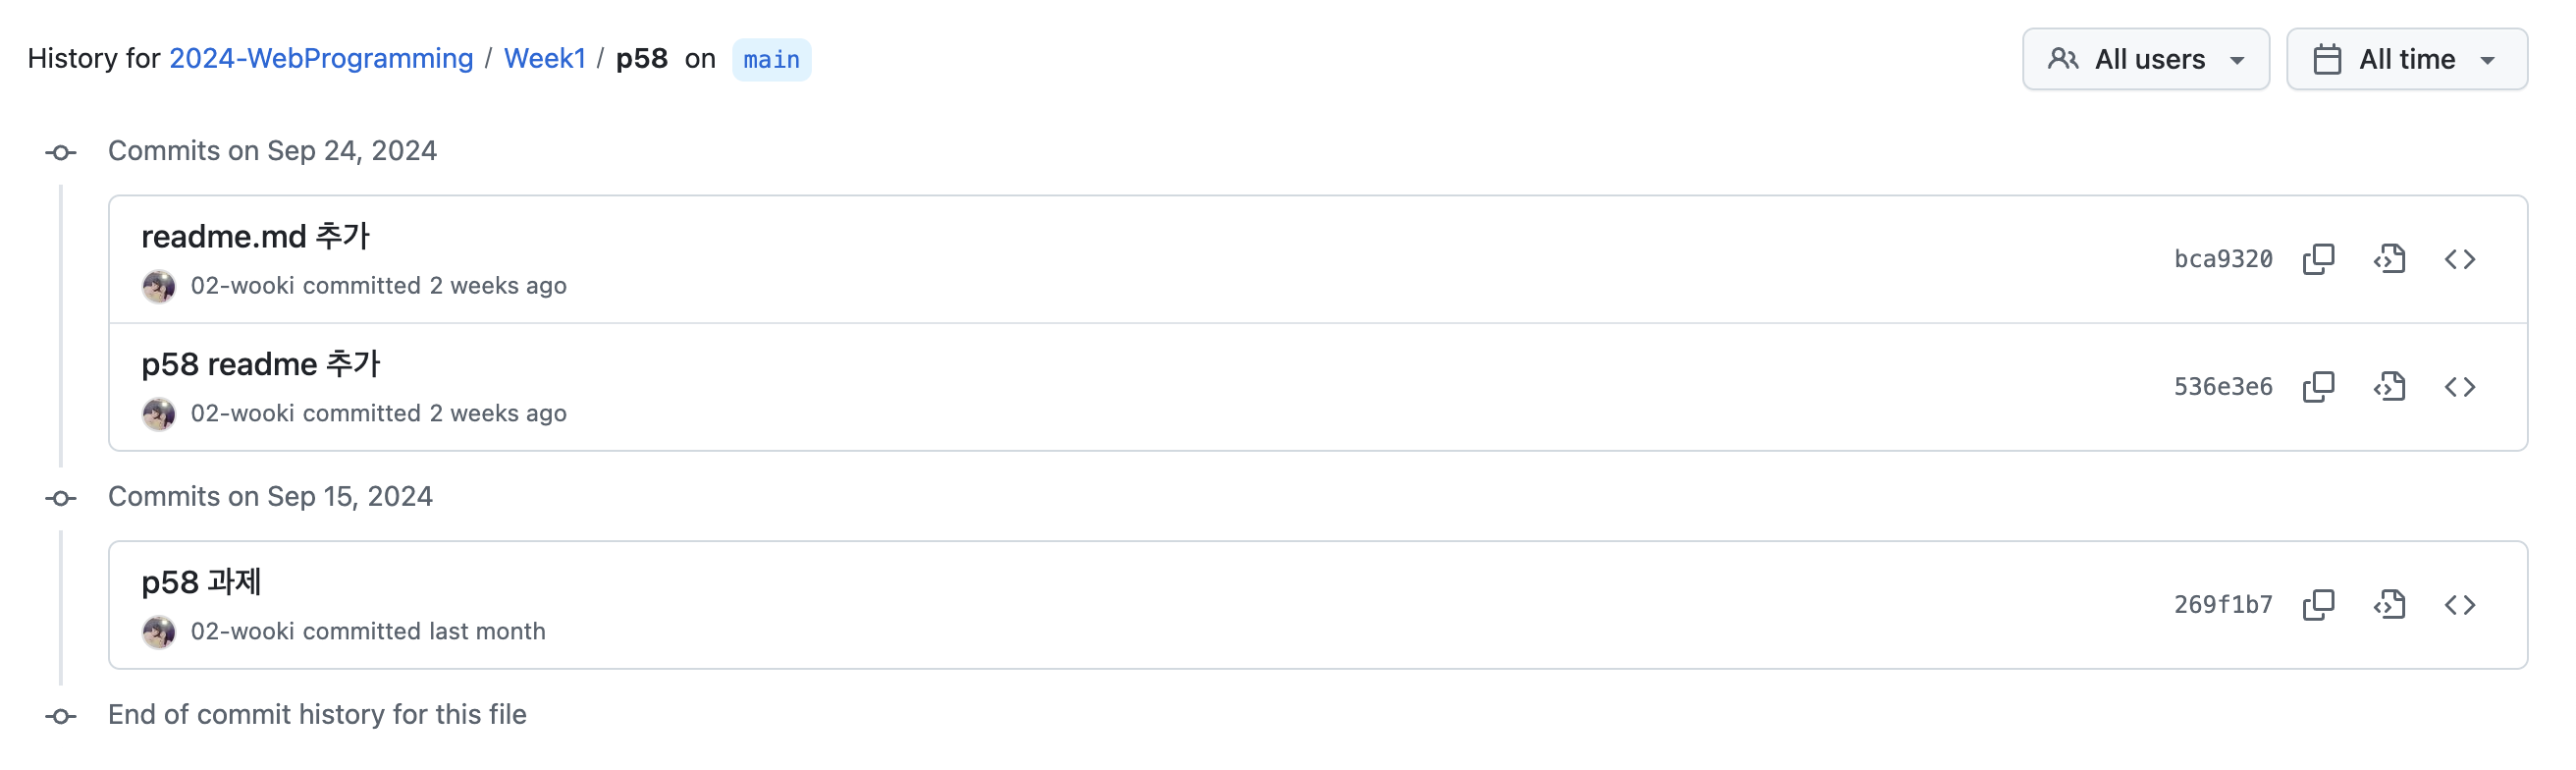 History for 2024-WebProgramming / Week1 / p58 on main
All users
All time
Commits on Sep 24, 2024
readme.md 추가
02-wooki committed 2 weeks ago
bca9320
p58 readme 추가
02-wooki committed 2 weeks ago
536e3e6
Commits on Sep 15, 2024
p58 과제
02-wooki committed last month
269f1b7
End of commit history for this file